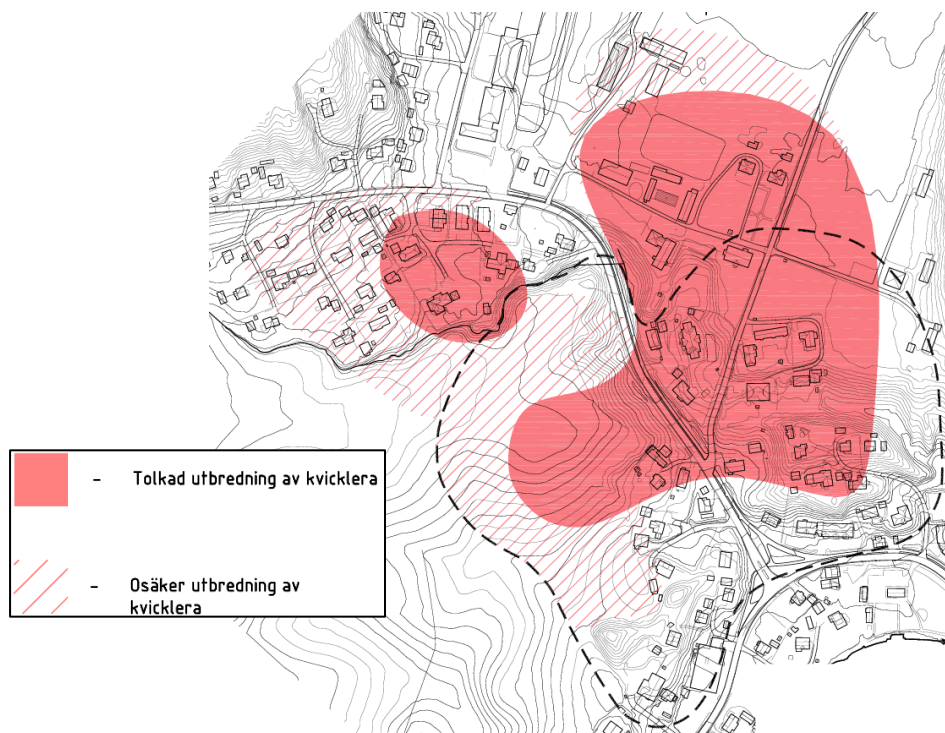 - Tolkad utbredning av kvicklera
- Osäker utbredning av
kvicklera